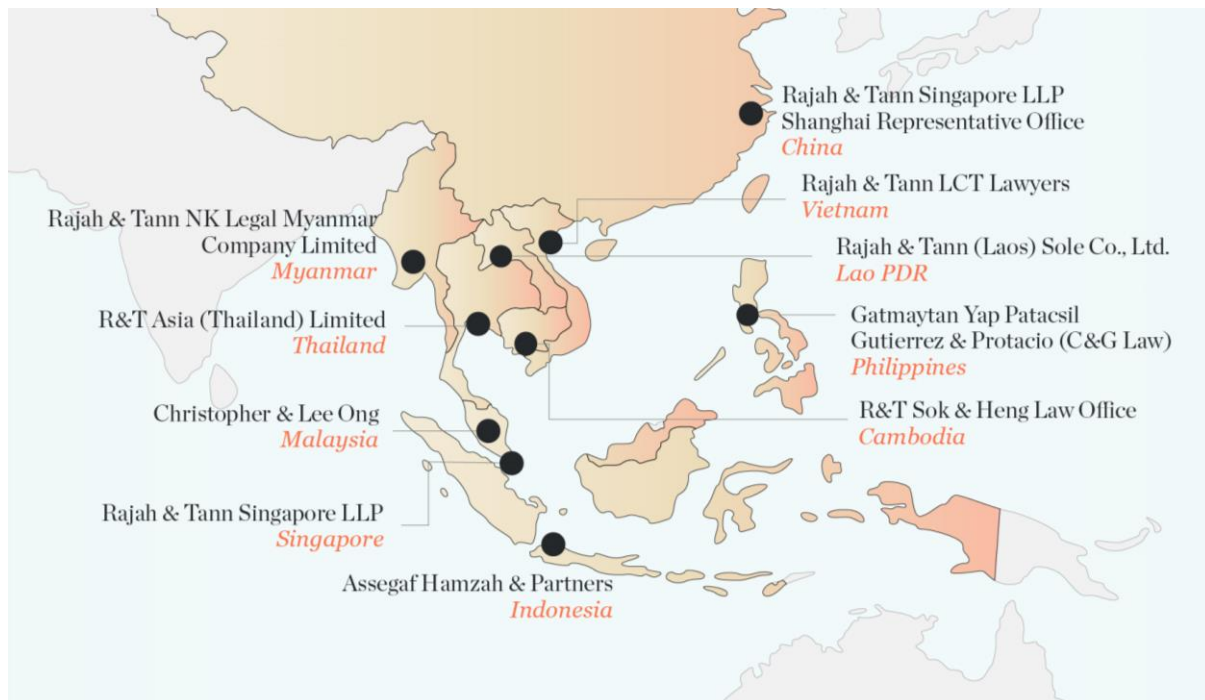 Rajah & Tann Singapore LLP
Shanghai Representative Office
China
Rajah & Tann LCT Lawyers
Vietnam
Rajah & Tann NK Legal Myanmar
Company Limited
Myanmar
Rajah & Tann (Laos) Sole Co., Ltd.
Lao PDR
R&T Asia (Thailand) Limited
Thailand
Gatmaytan Yap Patacsil
Gutierrez & Protacio (C&G Law)
Philippines
Christopher & Lee Ong
Malaysia
R&T Sok & Heng Law Office
Cambodia
Rajah & Tann Singapore LLP
Singapore
Assegaf Hamzah & Partners
Indonesia